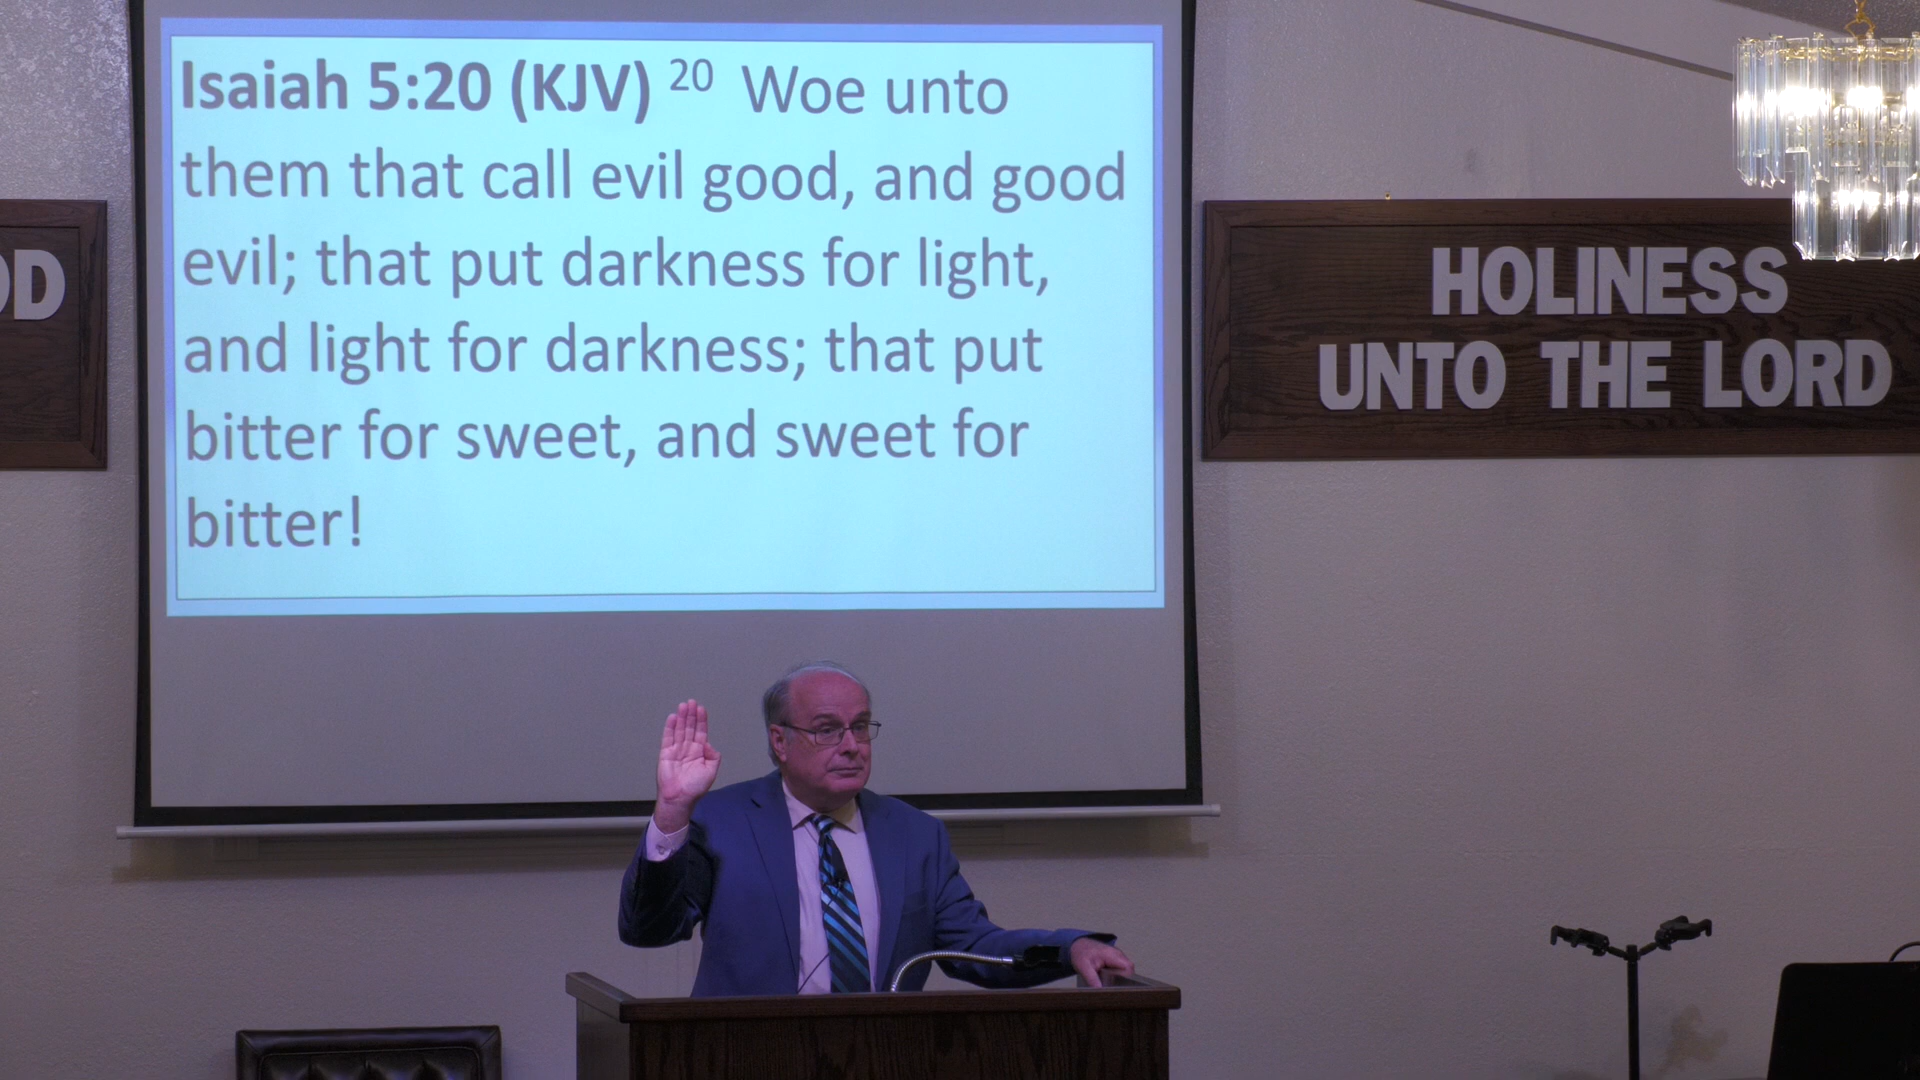 Isaiah 5:20 (KJV) 20 Woe unto
them that call evil good, and good
evil; that put darkness for light,
and light for darkness; that put
bitter for sweet, and sweet for
bitter!
HOLINESS
UNTO THE LORD